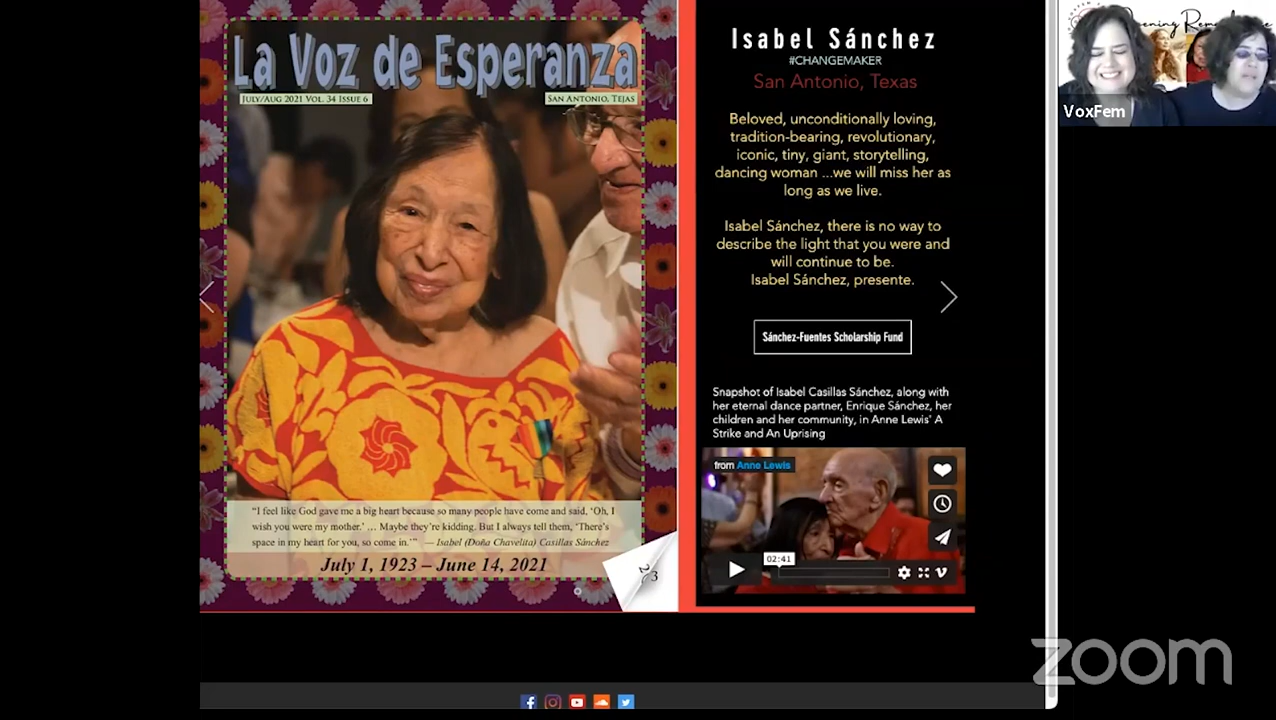 La Voz de Esperanza
JULY/AUG 2021 VOL. 34 ISSUE 6
SAN ANTONIO, TEJAS
“I feel like God gave me a big heart because so many people have come and said, ‘Oh, I
wish you were my mother.’ … Maybe they’re kidding. But I always tell them, ‘There’s
space in my heart for you, so come in.’” — Isabel (Doña Chavelita) Casillas Sánchez
July 1, 1923 – June 14, 2021
Isabel Sánchez
#CHANGEMAKER
San Antonio, Texas
Beloved, unconditionally loving,
tradition-bearing, revolutionary,
iconic, tiny, giant, storytelling,
dancing woman ...we will miss her as
long as we live.
Isabel Sánchez, there is no way to
describe the light that you were and
will continue to be.
Isabel Sánchez, presente.
Sánchez-Fuentes Scholarship Fund
Snapshot of Isabel Casillas Sánchez, along with
her eternal dance partner, Enrique Sánchez, her
children and her community, in Anne Lewis' A
Strike and An Uprising
from Anne Lewis
02:41
VoxFem
zoom